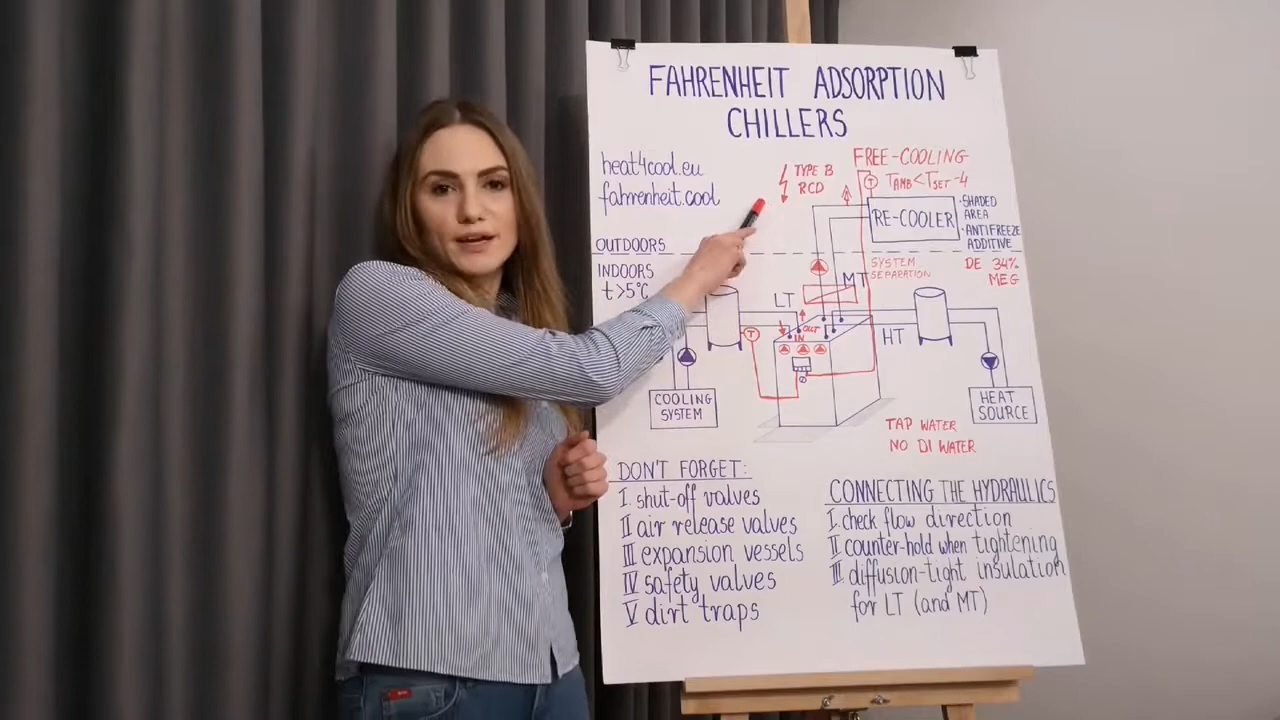 FAHRENHEIT ADSORPTION
CHILLERS
heat4cool.eu
fahrenheit.cool
TYPE B
RCD
FREE-COOLING
T
TAMB<TSET -4
RE-COOLER
·SHADED
AREA
·ANTIFREEZE
ADDITIVE
OUTDOORS
INDOORS
t>5°C
SYSTEM
SEPARATION
DE 34%
MEG
LT
MT
HT
OUT
IN
T
COOLING
SYSTEM
HEAT
SOURCE
TAP WATER
NO DI WATER
DON'T FORGET:
I. shut-off valves
II air release valves
III expansion vessels
IV safety valves
V dirt traps
CONNECTING THE HYDRAULICS
I. check flow direction
II counter-hold when tightening
III diffusion-tight insulation
for LT (and MT)